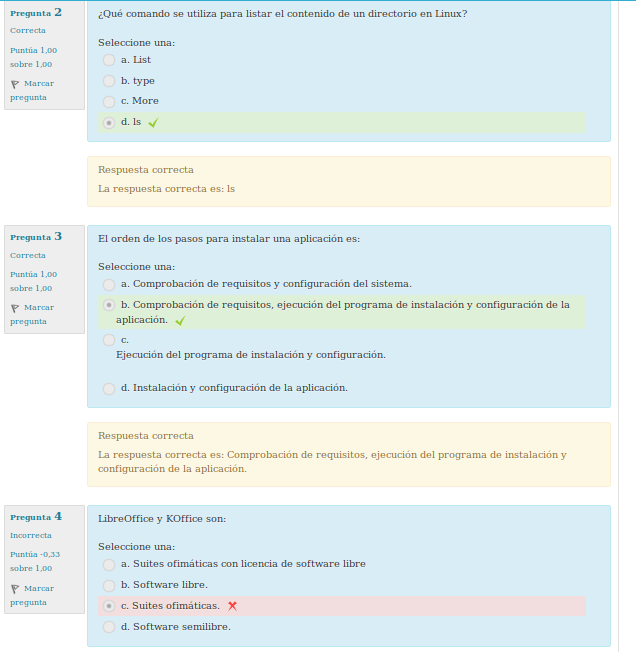 Pregunta 2
Correcta
Puntúa 1,00
sobre 1,00
Marcar
pregunta
¿Qué comando se utiliza para listar el contenido de un directorio en Linux?
Seleccione una:
a. List
b. type
c. More
d. ls
Respuesta correcta
La respuesta correcta es: ls
Pregunta 3
Correcta
Puntúa 1,00
sobre 1,00
Marcar
pregunta
El orden de los pasos para instalar una aplicación es:
Seleccione una:
a. Comprobación de requisitos y configuración del sistema.
b. Comprobación de requisitos, ejecución del programa de instalación y configuración de la
aplicación.
c.
Ejecución del programa de instalación y configuración.
d. Instalación y configuración de la aplicación.
Respuesta correcta
La respuesta correcta es: Comprobación de requisitos, ejecución del programa de instalación y
configuración de la aplicación.
Pregunta 4
Incorrecta
Puntúa -0,33
sobre 1,00
Marcar
pregunta
LibreOffice y KOffice son:
Seleccione una:
a. Suites ofimáticas con licencia de software libre
b. Software libre.
c. Suites ofimáticas.
d. Software semilibre.